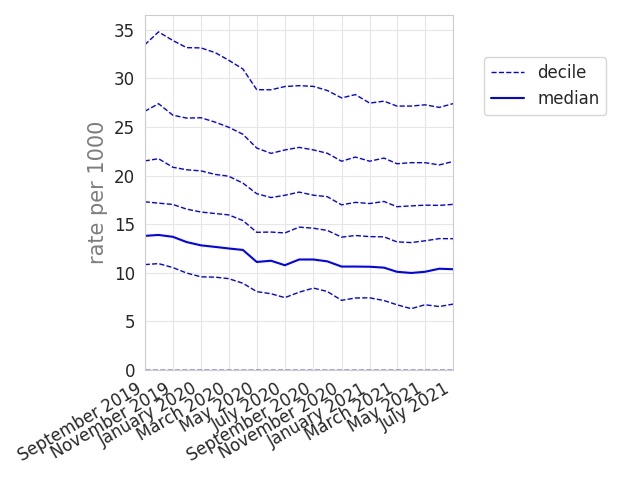 35
30
25
20
15
10
5
0
rate per 1000
decile
median
September 2019
November 2019
January 2020
March 2020
May 2020
July 2020
September 2020
November 2020
January 2021
March 2021
May 2021
July 2021